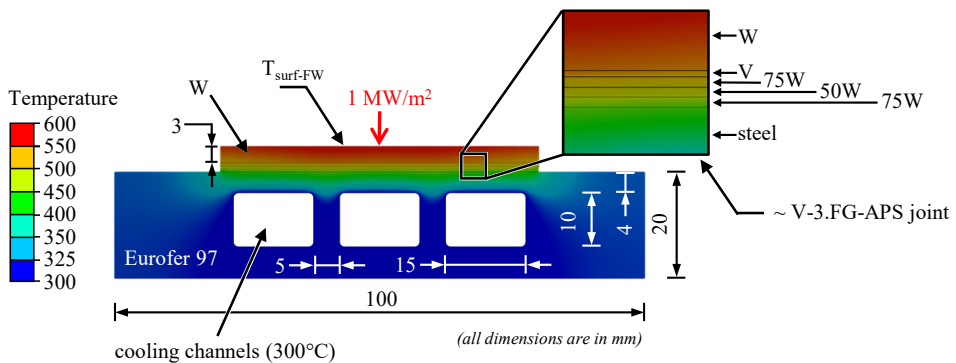 W
V
75W
50W
75W
steel
~ V-3.FG-APS joint
W
T_surf-FW
1 MW/m²
Temperature
600
550
500
450
400
350
325
300
3
10
4
20
Eurofer 97
5
15
100
cooling channels (300°C)
(all dimensions are in mm)